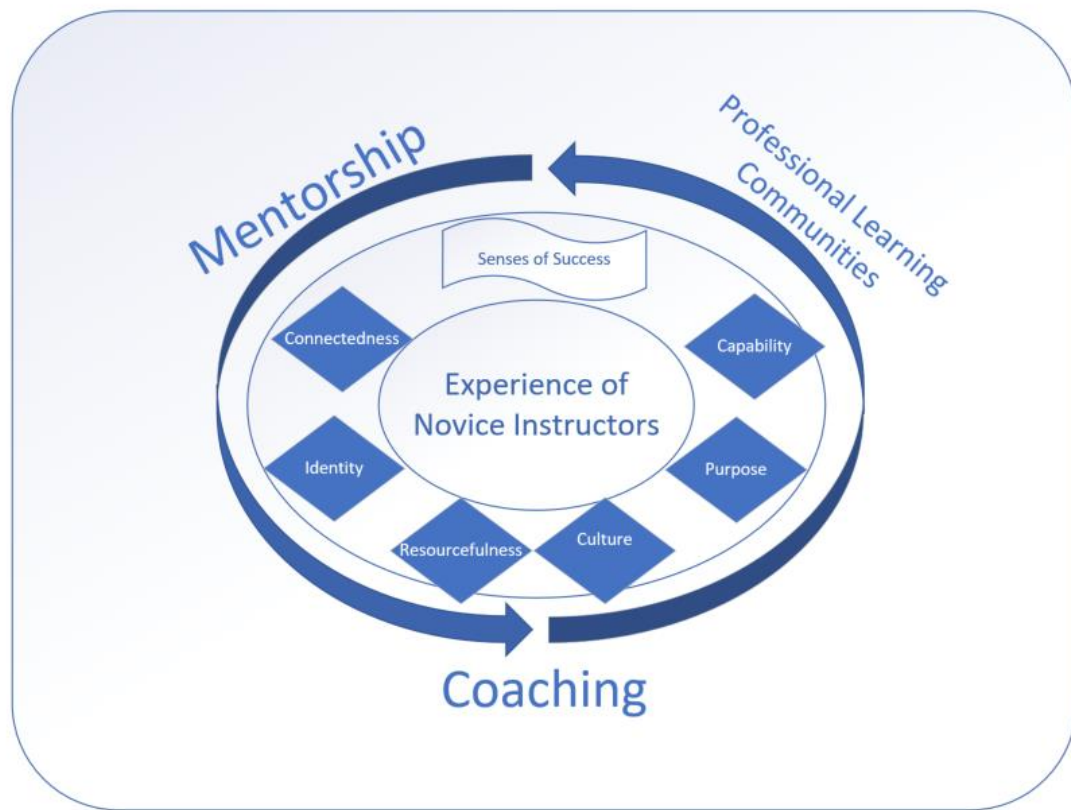 Mentorship
Professional Learning
Communities
Senses of Success
Connectedness
Capability
Experience of
Novice Instructors
Identity
Purpose
Resourcefulness
Culture
Coaching